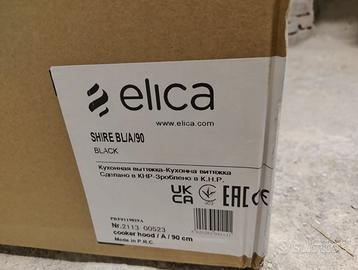 elica
www.elica.com
SHIRE BL/A/90
BLACK
Кухонная вытяжка-Кухонна витяжка
Сделано в КНР-Зроблено в К.Н.Р.
UK
CA
EAC
Nr.2113 00523
cooker hood / A / 90 cm
Made in P.R.C.